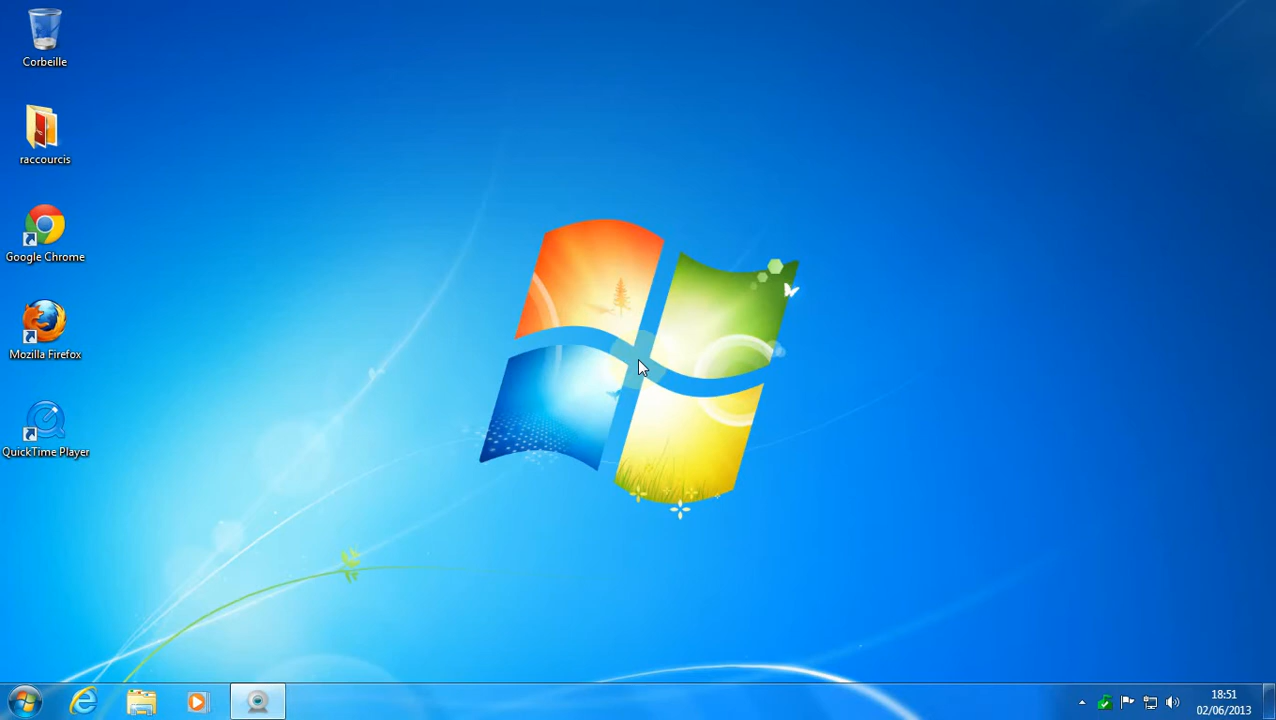 Corbeille
raccourcis
Google Chrome
Mozilla Firefox
QuickTime Player
18:51
02/06/2013